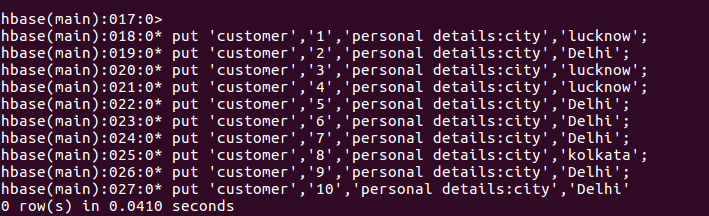 hbase(main):017:0>
hbase(main):018:0* put 'customer','1','personal details:city','lucknow';
hbase(main):019:0* put 'customer','2','personal details:city','Delhi';
hbase(main):020:0* put 'customer','3','personal details:city','lucknow';
hbase(main):021:0* put 'customer','4','personal details:city','lucknow';
hbase(main):022:0* put 'customer','5','personal details:city','Delhi';
hbase(main):023:0* put 'customer','6','personal details:city','Delhi';
hbase(main):024:0* put 'customer','7','personal details:city','Delhi';
hbase(main):025:0* put 'customer','8','personal details:city','kolkata';
hbase(main):026:0* put 'customer','9','personal details:city','Delhi';
hbase(main):027:0* put 'customer','10','personal details:city','Delhi'
0 row(s) in 0.0410 seconds